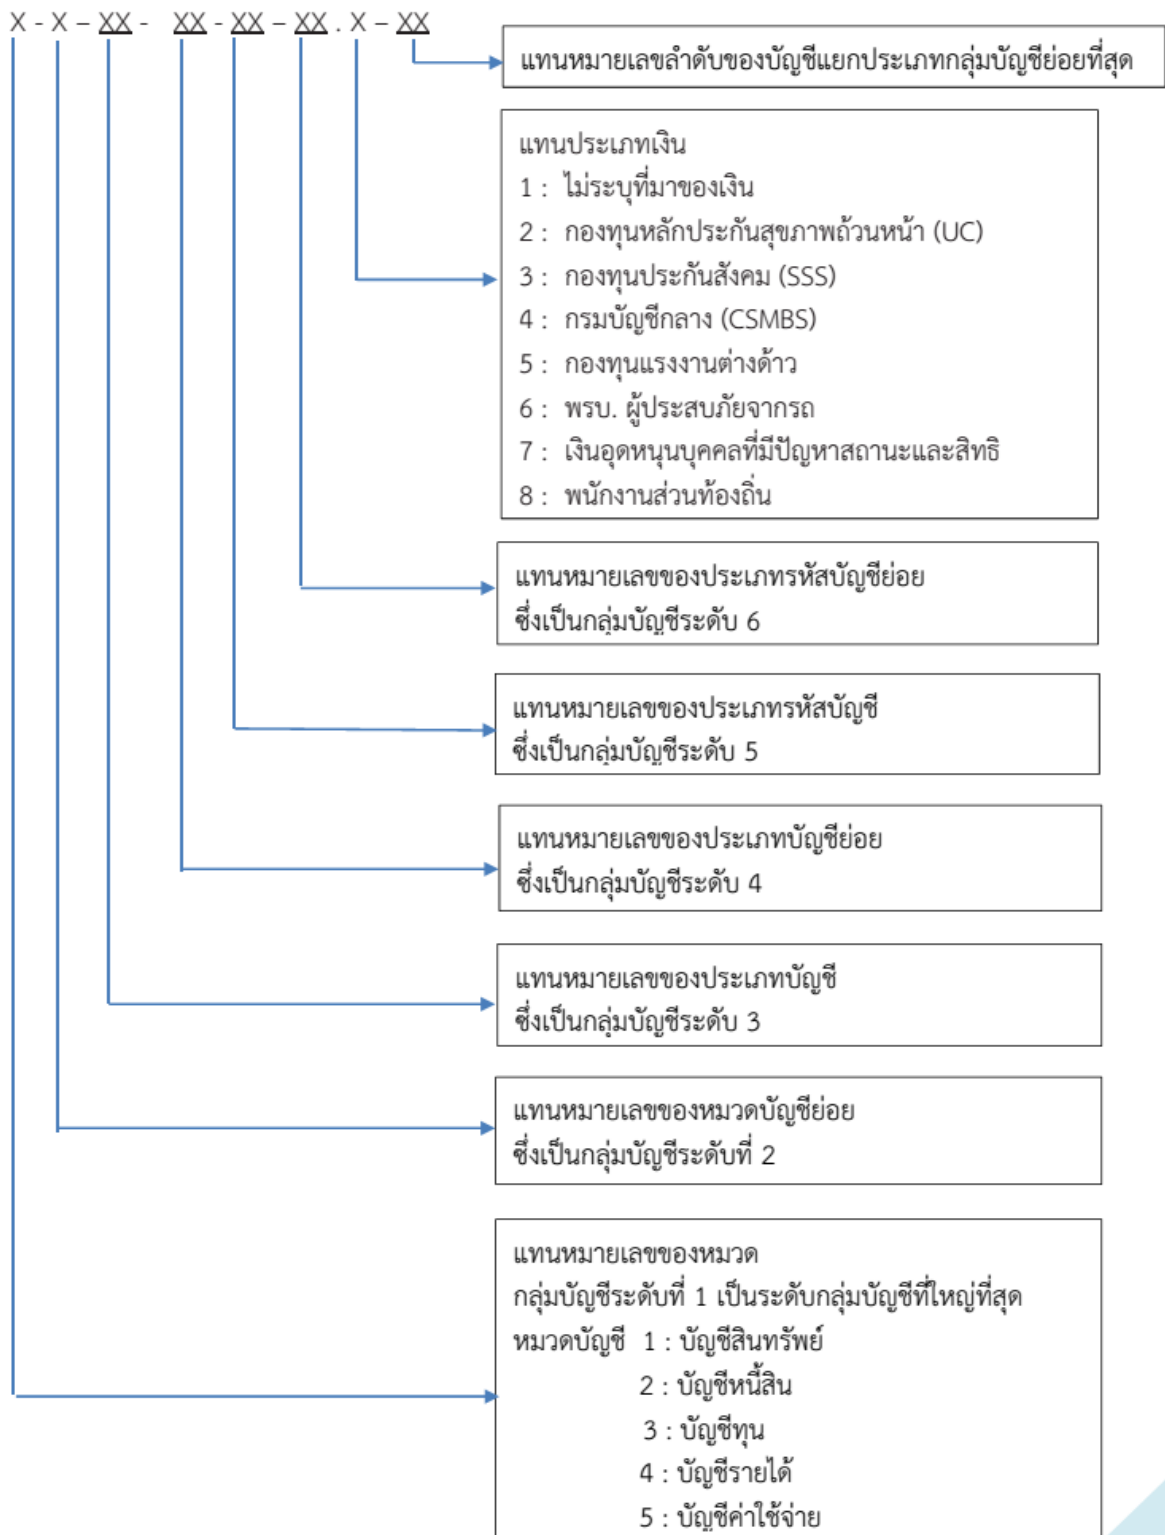 X - X – XX - XX - XX – XX . X – XX
แทนหมายเลขลำดับของบัญชีแยกประเภทกลุ่มบัญชีย่อยที่สุด
แทนประเภทเงิน
1 : ไม่ระบุที่มาของเงิน
2 : กองทุนหลักประกันสุขภาพถ้วนหน้า (UC)
3 : กองทุนประกันสังคม (SSS)
4 : กรมบัญชีกลาง (CSMBS)
5 : กองทุนแรงงานต่างด้าว
6 : พรบ. ผู้ประสบภัยจากรถ
7 : เงินอุดหนุนบุคคลที่มีปัญหาสถานะและสิทธิ
8 : พนักงานส่วนท้องถิ่น
แทนหมายเลขของประเภทรหัสบัญชีย่อย
ซึ่งเป็นกลุ่มบัญชีระดับ 6
แทนหมายเลขของประเภทรหัสบัญชี
ซึ่งเป็นกลุ่มบัญชีระดับ 5
แทนหมายเลขของประเภทบัญชีย่อย
ซึ่งเป็นกลุ่มบัญชีระดับ 4
แทนหมายเลขของประเภทบัญชี
ซึ่งเป็นกลุ่มบัญชีระดับ 3
แทนหมายเลขของหมวดบัญชีย่อย
ซึ่งเป็นกลุ่มบัญชีระดับที่ 2
แทนหมายเลขของหมวด
กลุ่มบัญชีระดับที่ 1 เป็นระดับกลุ่มบัญชีที่ใหญ่ที่สุด
หมวดบัญชี 1 : บัญชีสินทรัพย์
2 : บัญชีหนี้สิน
3 : บัญชีทุน
4 : บัญชีรายได้
5 : บัญชีค่าใช้จ่าย